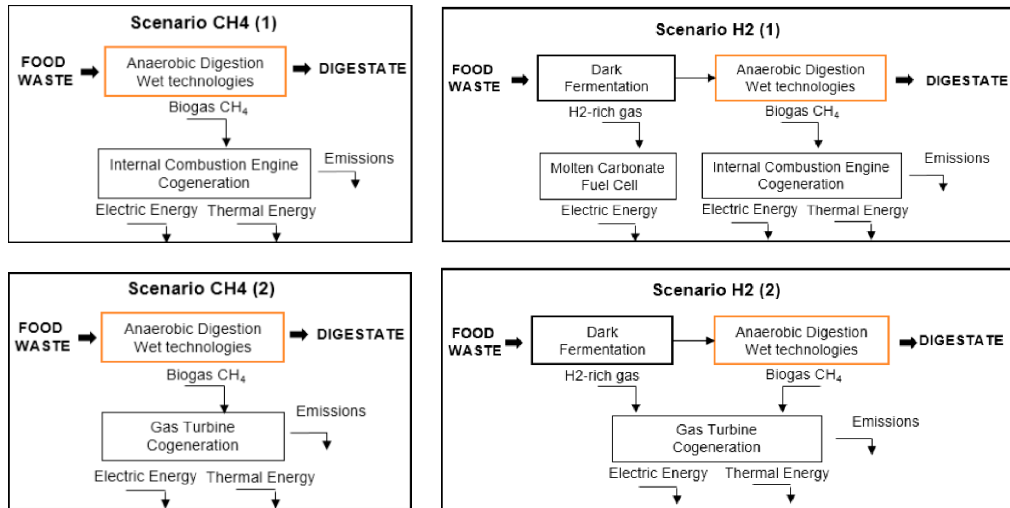 Scenario CH4 (1)
FOOD
WASTE
Anaerobic Digestion
Wet technologies
DIGESTATE
Biogas CH₄
Internal Combustion Engine
Cogeneration
Emissions
Electric Energy
Thermal Energy
Scenario H2 (1)
FOOD
WASTE
Dark
Fermentation
Anaerobic Digestion
Wet technologies
DIGESTATE
H2-rich gas
Biogas CH₄
Molten Carbonate
Fuel Cell
Internal Combustion Engine
Cogeneration
Emissions
Electric Energy
Electric Energy
Thermal Energy
Scenario CH4 (2)
FOOD
WASTE
Anaerobic Digestion
Wet technologies
DIGESTATE
Biogas CH₄
Gas Turbine
Cogeneration
Emissions
Electric Energy
Thermal Energy
Scenario H2 (2)
FOOD
WASTE
Dark
Fermentation
Anaerobic Digestion
Wet technologies
DIGESTATE
H2-rich gas
Biogas CH₄
Gas Turbine
Cogeneration
Emissions
Electric Energy
Thermal Energy